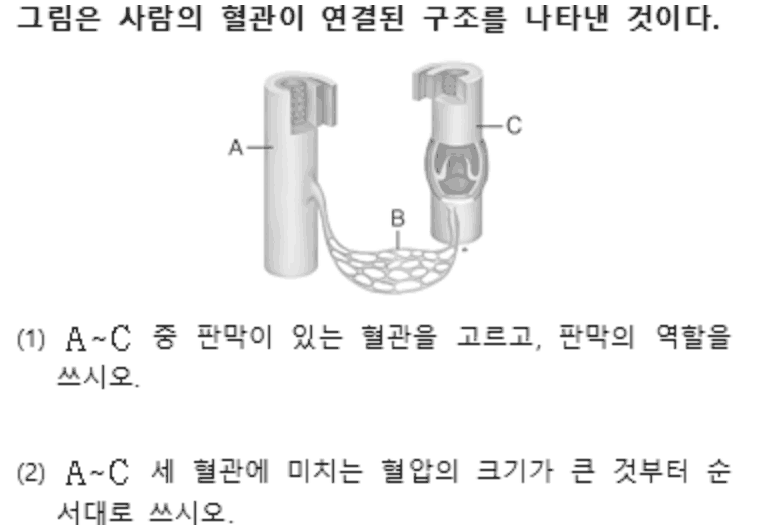 그림은 사람의 혈관이 연결된 구조를 나타낸 것이다.
A
C
B
(1) A~C 중 판막이 있는 혈관을 고르고, 판막의 역할을
쓰시오.
(2) A~C 세 혈관에 미치는 혈압의 크기가 큰 것부터 순
서대로 쓰시오.